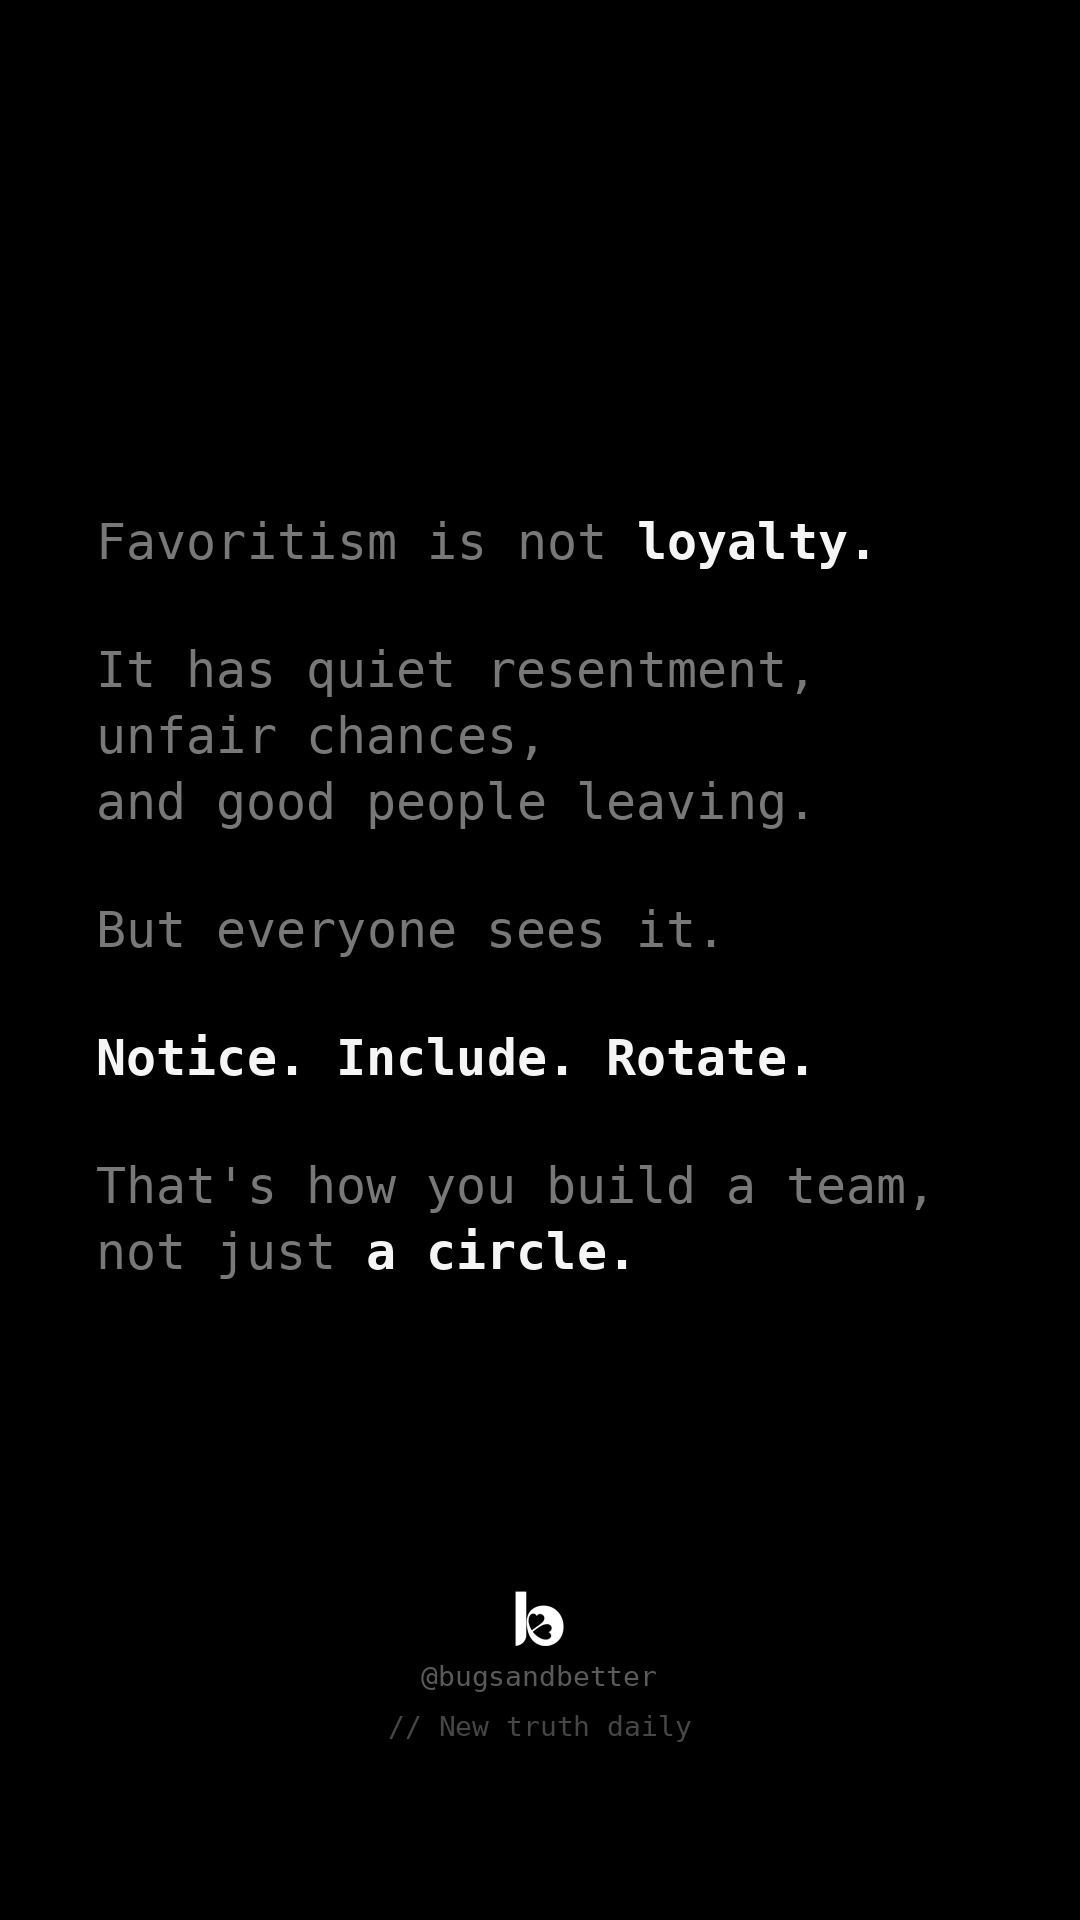 Favoritism is not loyalty.
It has quiet resentment,
unfair chances,
and good people leaving.
But everyone sees it.
Notice. Include. Rotate.
That's how you build a team,
not just a circle.
b
@bugsandbetter
// New truth daily